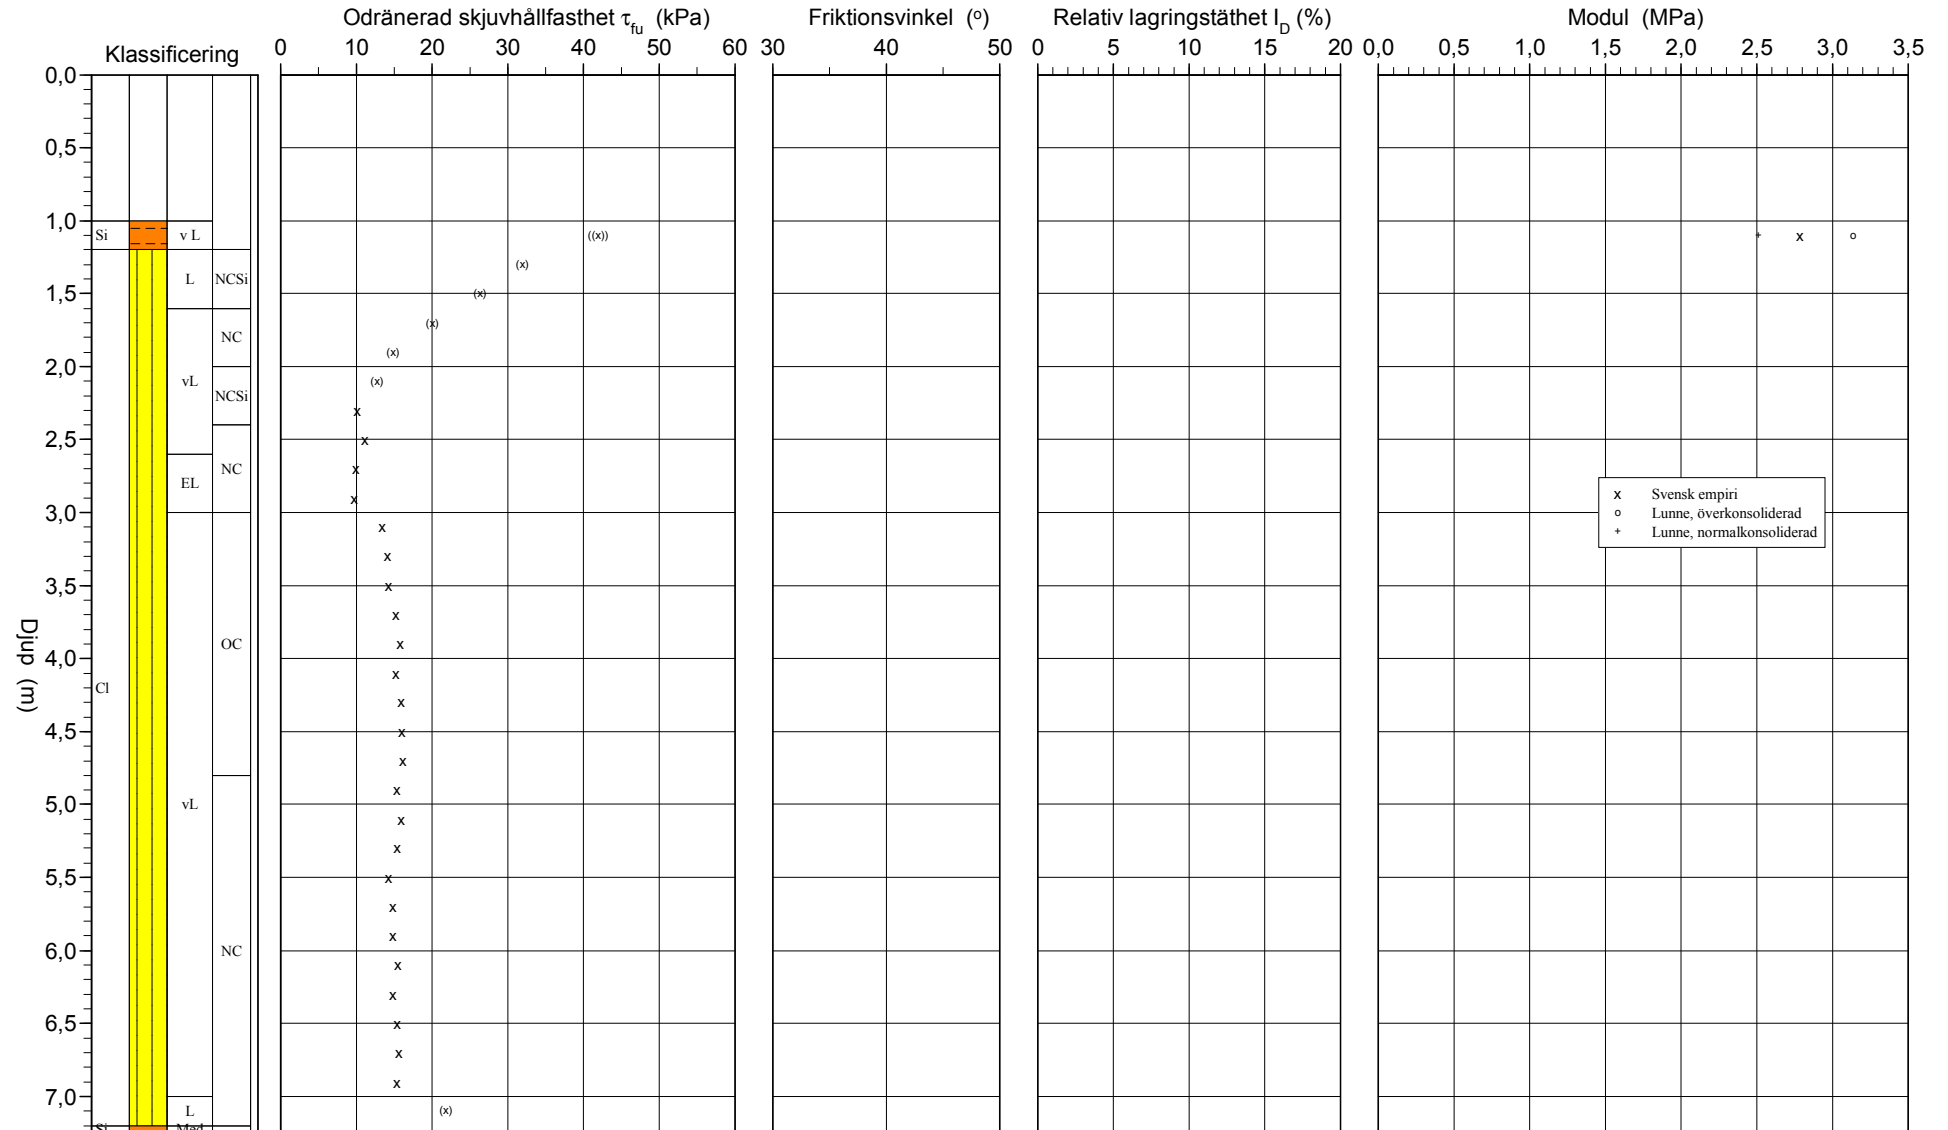 Odränerad skjuvhållfasthet τfu (kPa)
Friktionsvinkel (o)
Relativ lagringstäthet ID (%)
Modul (MPa)
Klassificering
0 10 20 30 40 50 60
30 40 50
0 5 10 15 20
0,0 0,5 1,0 1,5 2,0 2,5 3,0 3,5
0,0
0,5
1,0
Si v L
((x))
+ x o
(x)
L NCSi
1,5
(x)
(x)
NC
(x)
2,0
vL
(x)
NCSi
x
2,5
x
NC
x
EL
x
3,0
x
x
3,5
x
x
OC
x
4,0
x
Cl
x
4,5
x
x
x
5,0
vL
x
x
5,5
x
x
x
6,0
NC
x
x
6,5
x
x
x
7,0
L
(x)
Si Med
Djup (m)
x Svensk empiri
o Lunne, överkonsoliderad
+ Lunne, normalkonsoliderad